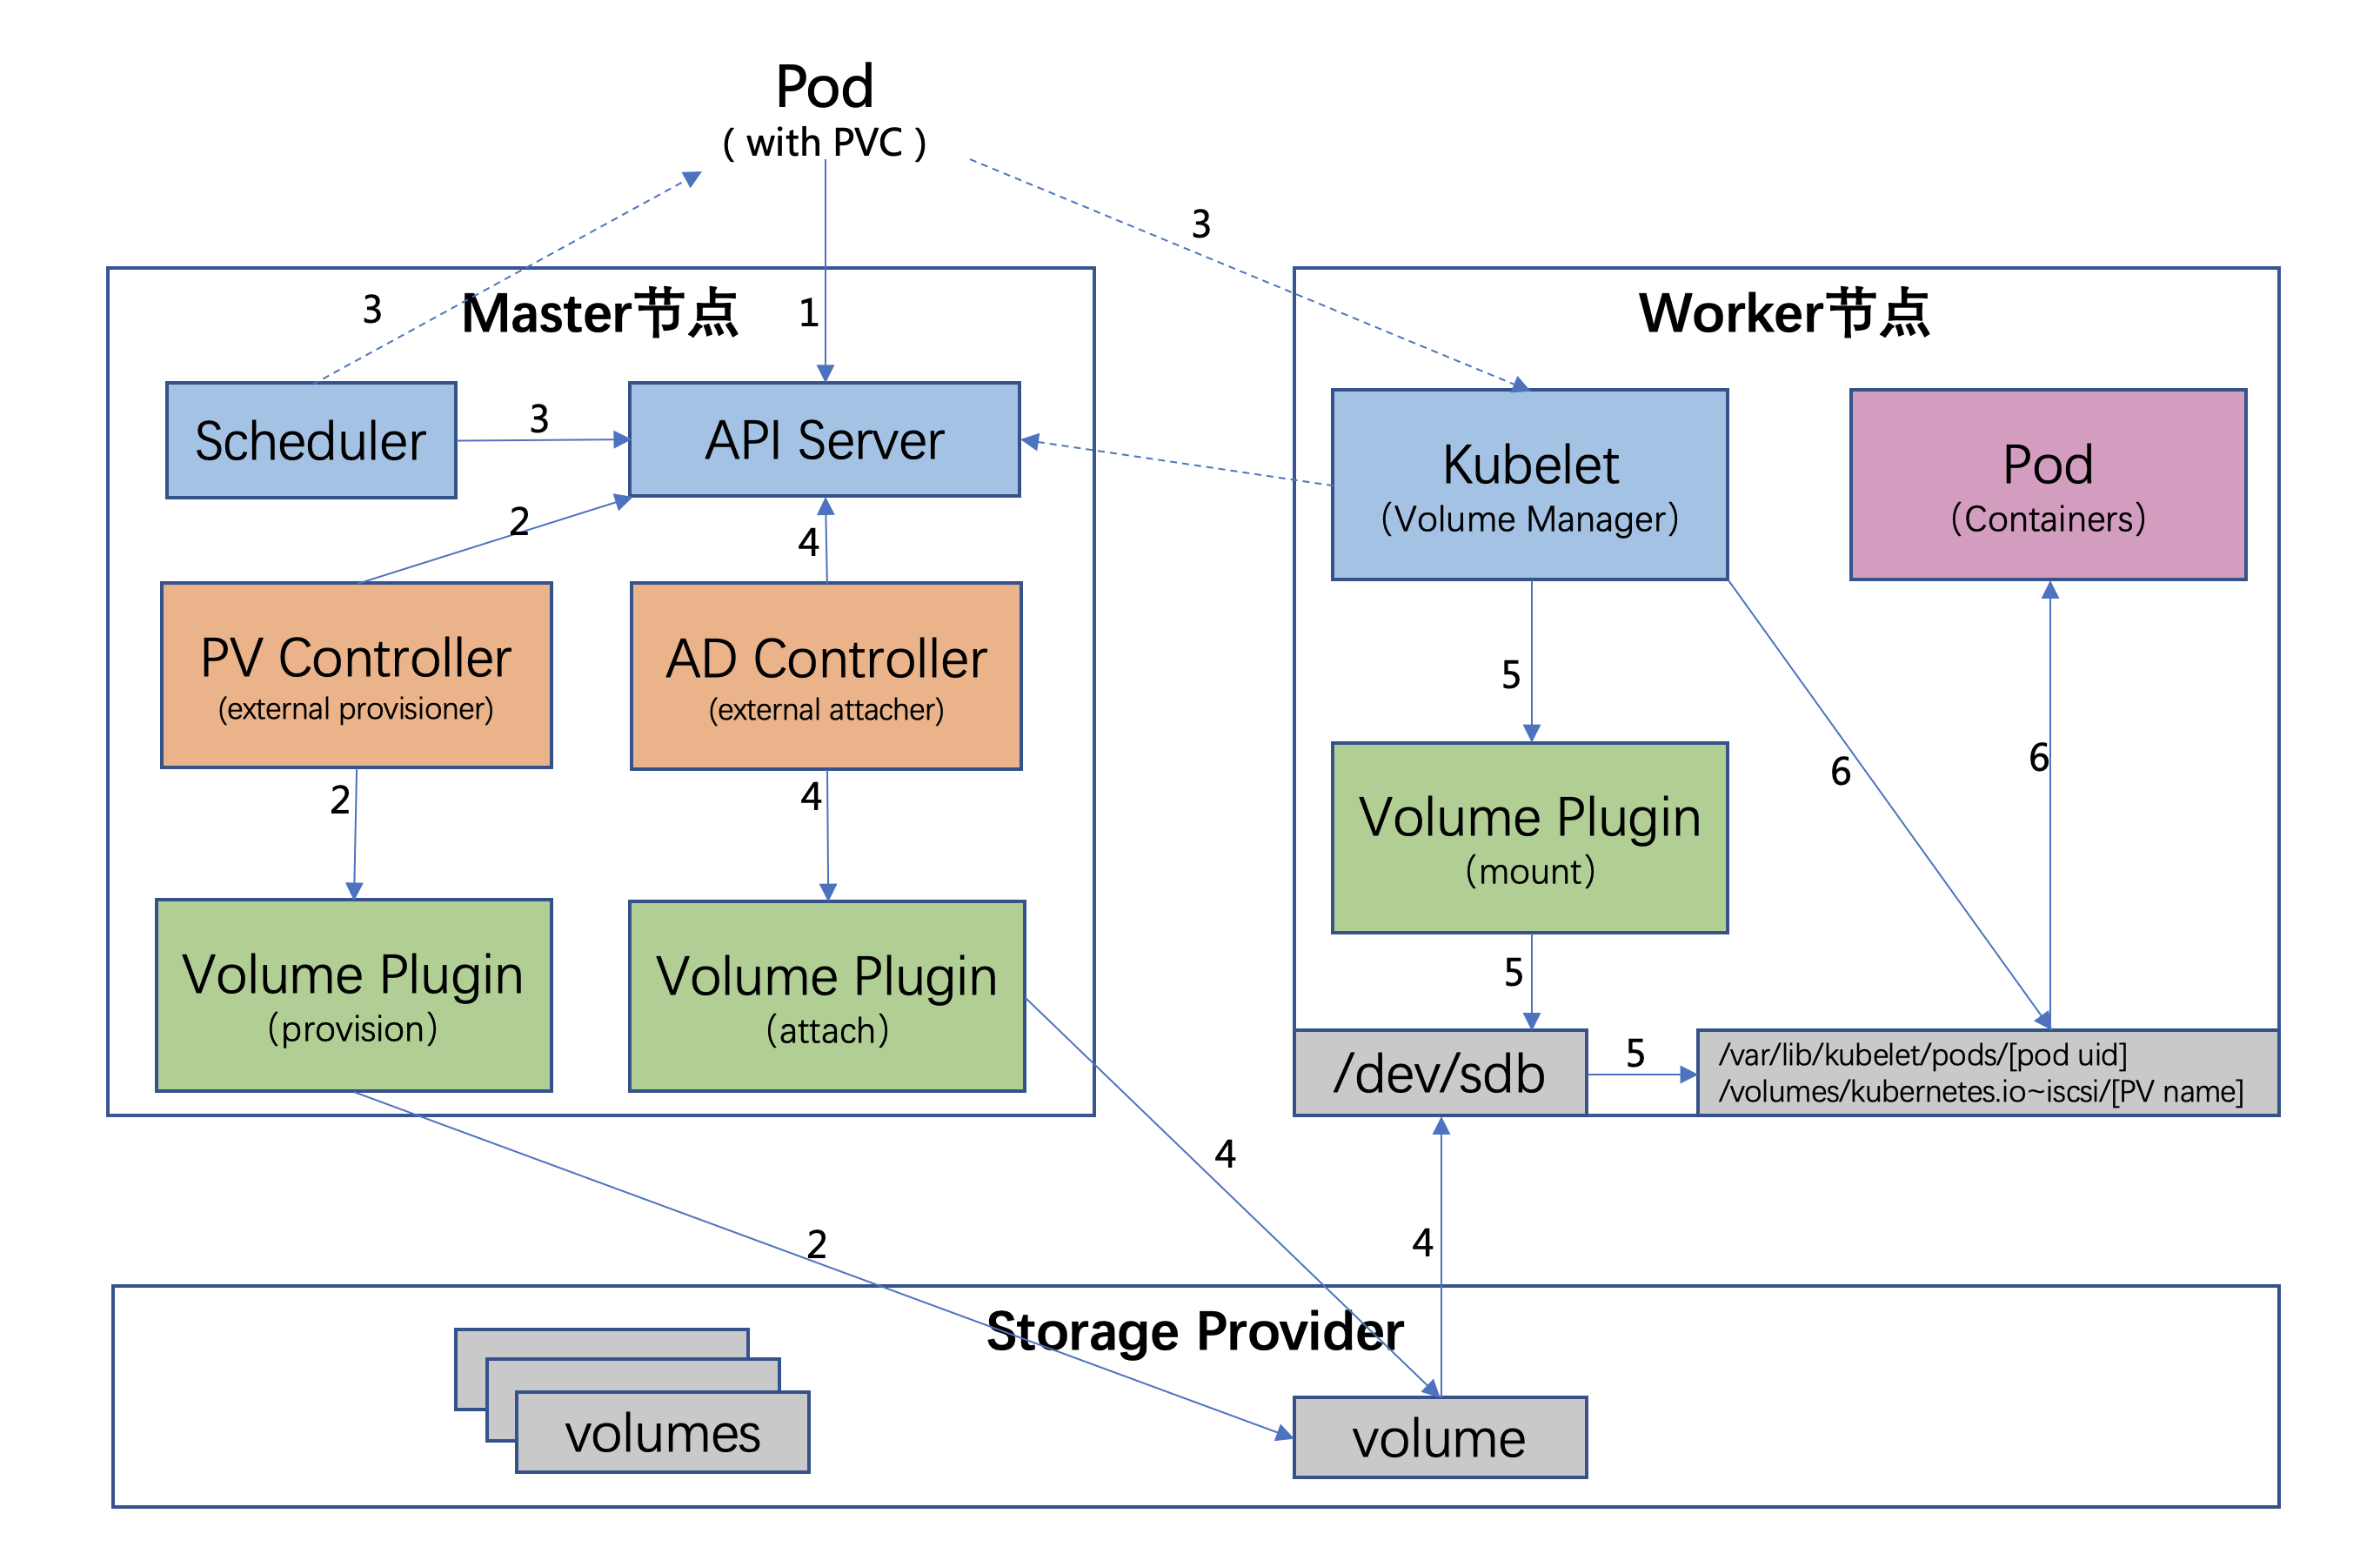 Pod
( with PVC )
3
3
Master节点
1
Worker节点
Scheduler
3
API Server
Kubelet
(Volume Manager)
Pod
(Containers)
2
4
PV Controller
(external provisioner)
AD Controller
(external attacher)
5
6
6
2
4
Volume Plugin
(mount)
Volume Plugin
(provision)
Volume Plugin
(attach)
5
/dev/sdb
5
/var/lib/kubelet/pods/[pod uid]
/volumes/kubernetes.io~iscsi/[PV name]
4
2
4
Storage Provider
volumes
volume